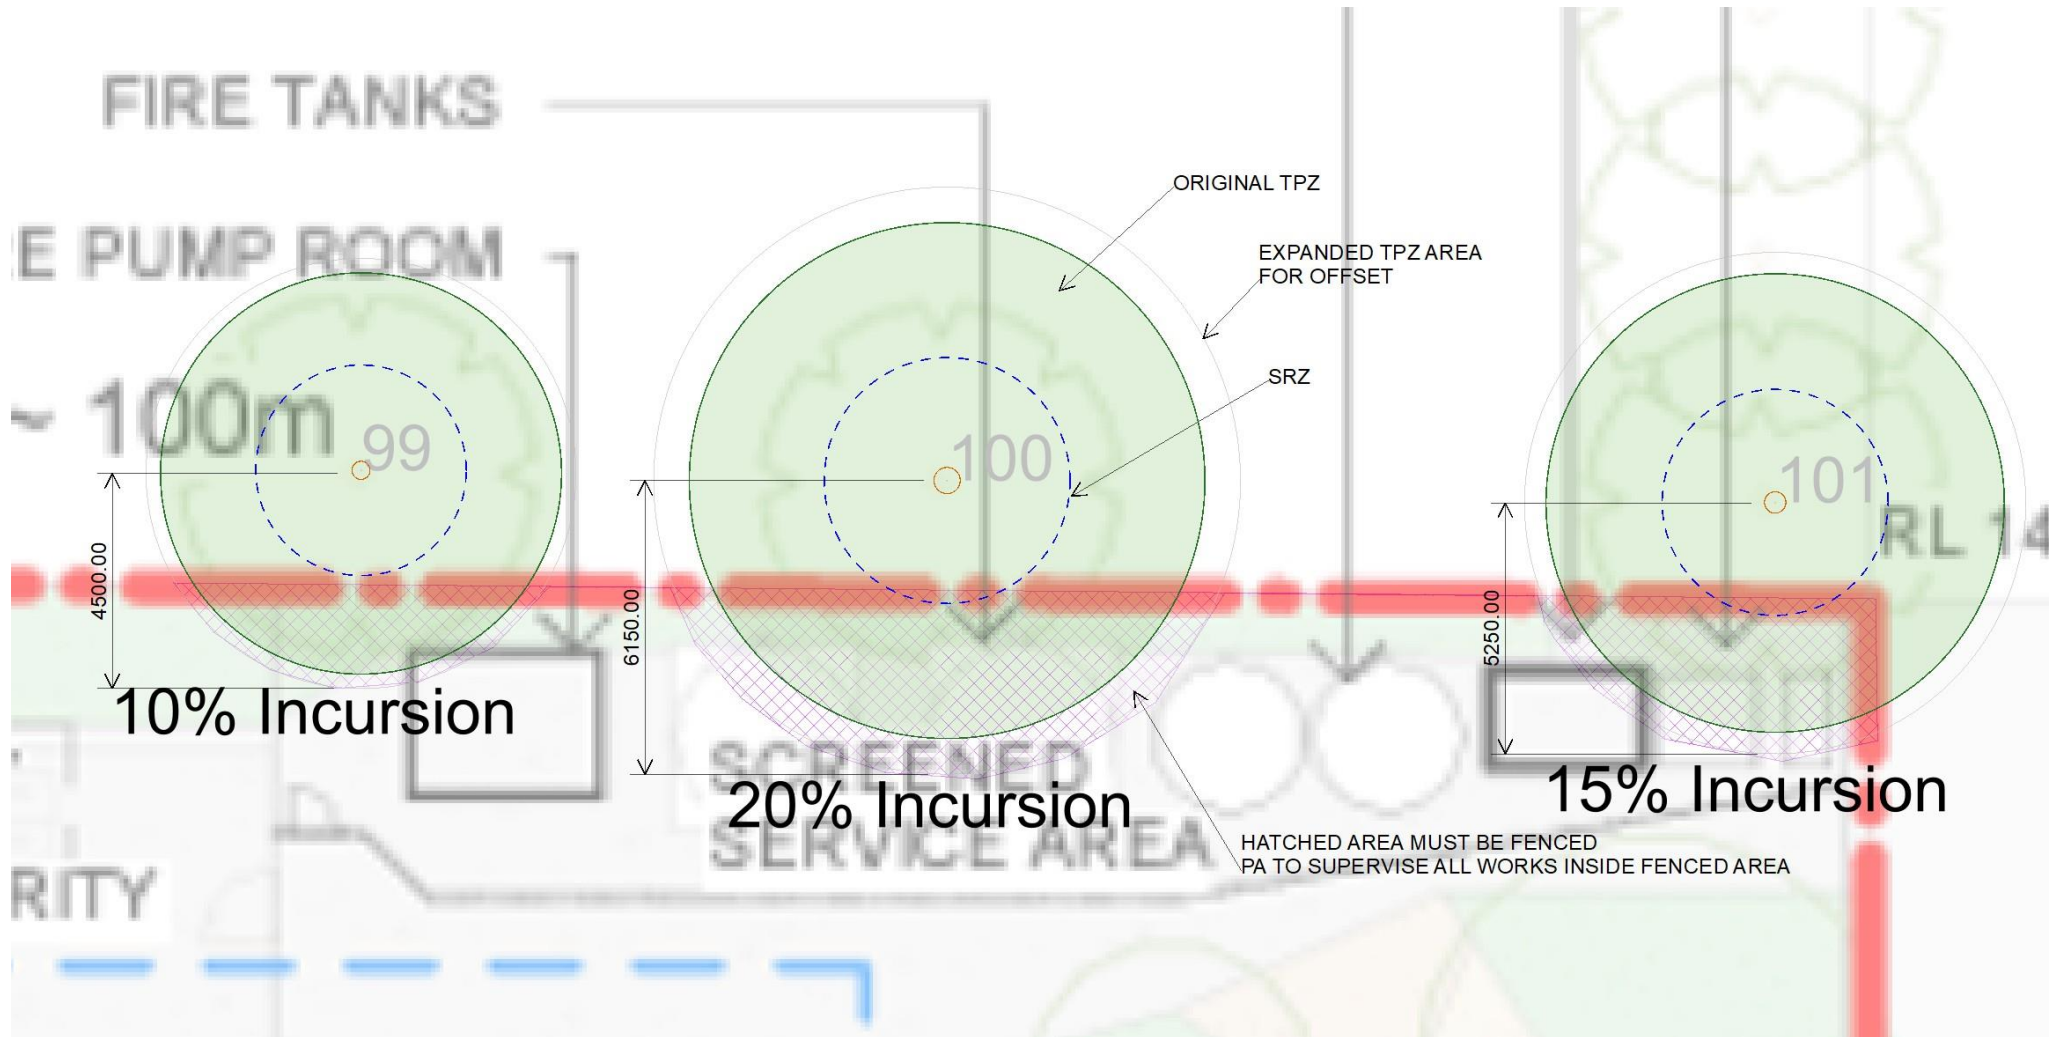 FIRE TANKS
ORIGINAL TPZ
E PUMP ROOM
EXPANDED TPZ AREA
FOR OFFSET
SRZ
~ 100m
99
100
101
RL 14
4500.00
6150.00
5250.00
10% Incursion
20% Incursion
15% Incursion
SCREENED
SERVICE AREA
HATCHED AREA MUST BE FENCED
PA TO SUPERVISE ALL WORKS INSIDE FENCED AREA
RITY